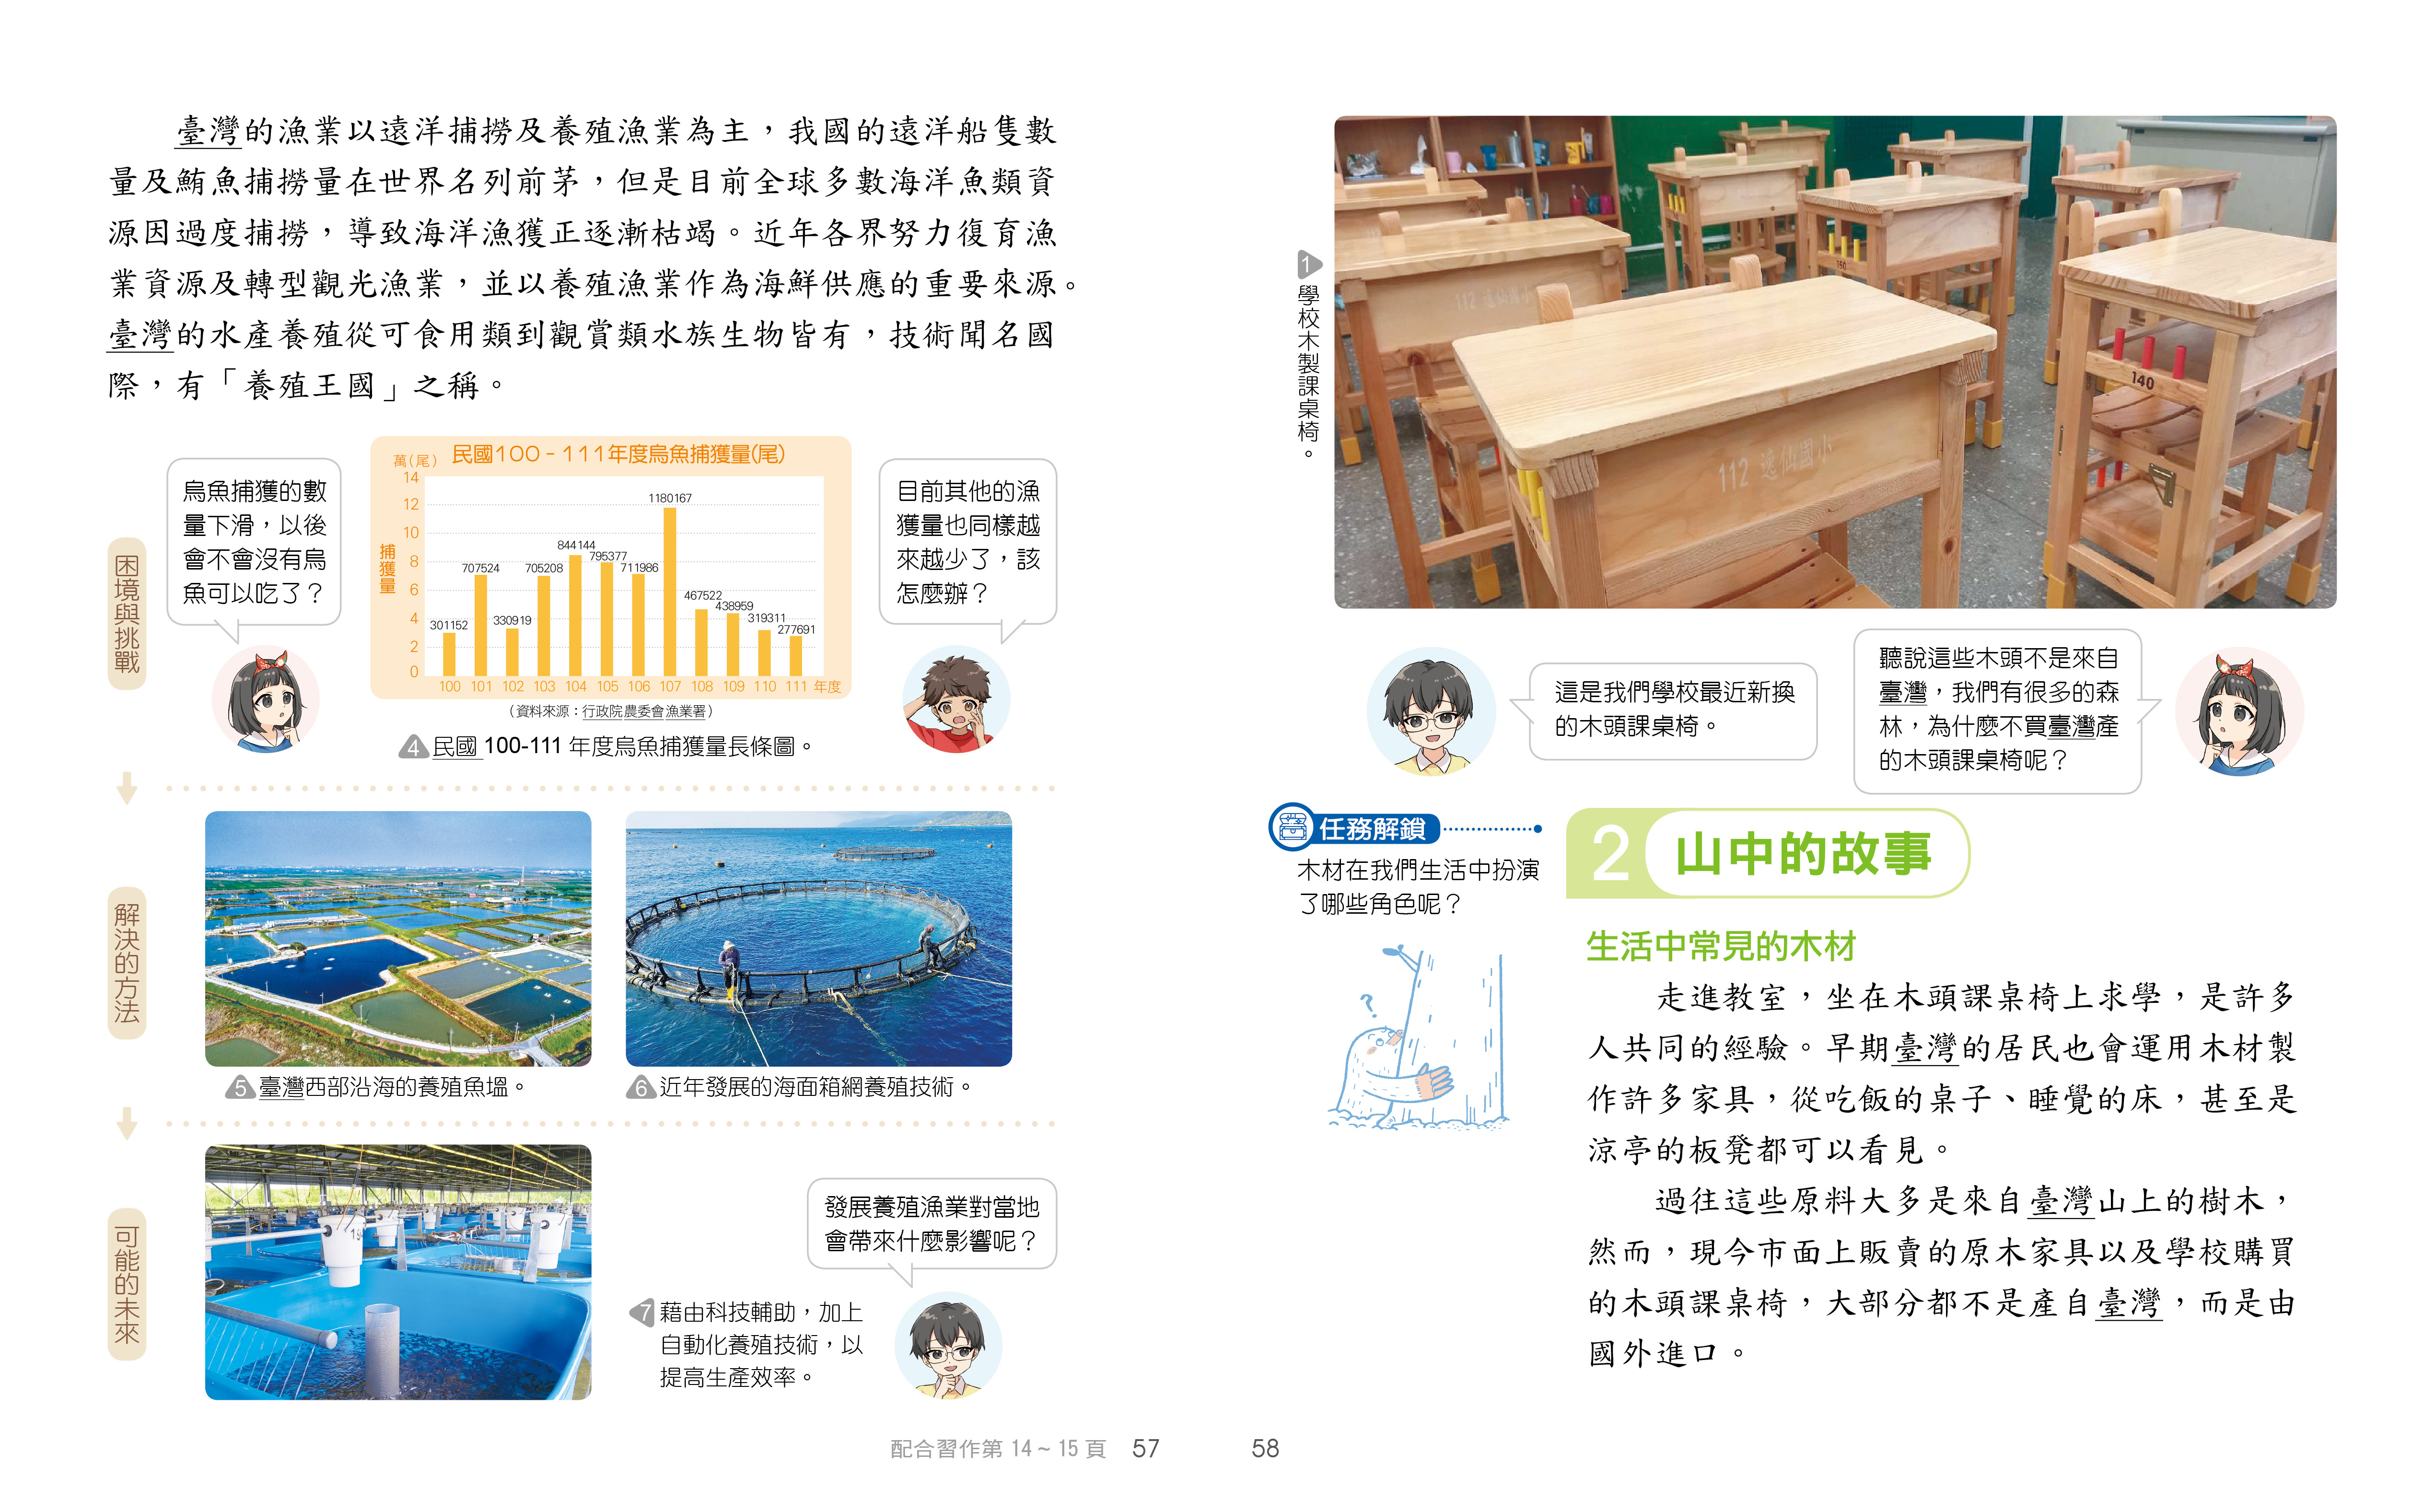 臺灣的漁業以遠洋捕撈及養殖漁業為主，我國的遠洋船隻數
量及鮪魚捕撈量在世界名列前茅，但是目前全球多數海洋魚類資
源因過度捕撈，導致海洋漁獲正逐漸枯竭。近年各界努力復育漁
業資源及轉型觀光漁業，並以養殖漁業作為海鮮供應的重要來源。
臺灣的水產養殖從可食用類到觀賞類水族生物皆有，技術聞名國
際，有「養殖王國」之稱。
困境與挑戰
烏魚捕獲的數
量下滑，以後
會不會沒有烏
魚可以吃了？
民國100-111年度烏魚捕獲量(尾)
萬(尾)
捕獲量
14
12
10
8
6
4
2
0
301152
707524
330919
705208
844144
795377
711986
1180167
467522
438959
319311
277691
100 101 102 103 104 105 106 107 108 109 110 111 年度
（資料來源：行政院農委會漁業署）
4 民國 100-111 年度烏魚捕獲量長條圖。
目前其他的漁
獲量也同樣越
來越少了，該
怎麼辦？
解決的方法
5 臺灣西部沿海的養殖魚塭。
6 近年發展的海面箱網養殖技術。
可能的未來
7 藉由科技輔助，加上
自動化養殖技術，以
提高生產效率。
發展養殖漁業對當地
會帶來什麼影響呢？
配合習作第 14～15 頁 57
1 學校木製課桌椅。
112 逸仙國小
112 逸仙國小
140
150
這是我們學校最近新換
的木頭課桌椅。
聽說這些木頭不是來自
臺灣，我們有很多的森
林，為什麼不買臺灣產
的木頭課桌椅呢？
任務解鎖
木材在我們生活中扮演
了哪些角色呢？
?
2 山中的故事
生活中常見的木材
走進教室，坐在木頭課桌椅上求學，是許多
人共同的經驗。早期臺灣的居民也會運用木材製
作許多家具，從吃飯的桌子、睡覺的床，甚至是
涼亭的板凳都可以看見。
過往這些原料大多是來自臺灣山上的樹木，
然而，現今市面上販賣的原木家具以及學校購買
的木頭課桌椅，大部分都不是產自臺灣，而是由
國外進口。
58